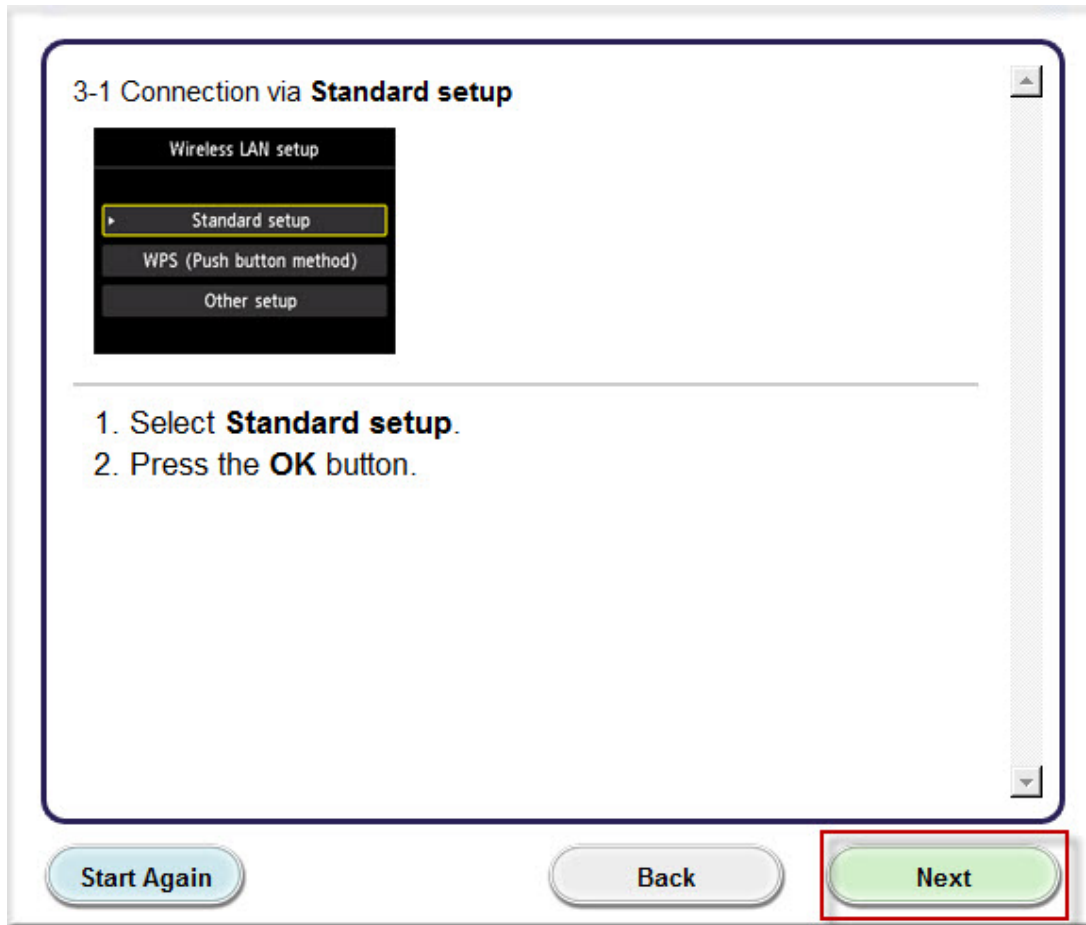 3-1 Connection via Standard setup
Wireless LAN setup
Standard setup
WPS (Push button method)
Other setup
1. Select Standard setup.
2. Press the OK button.
Start Again
Back
Next